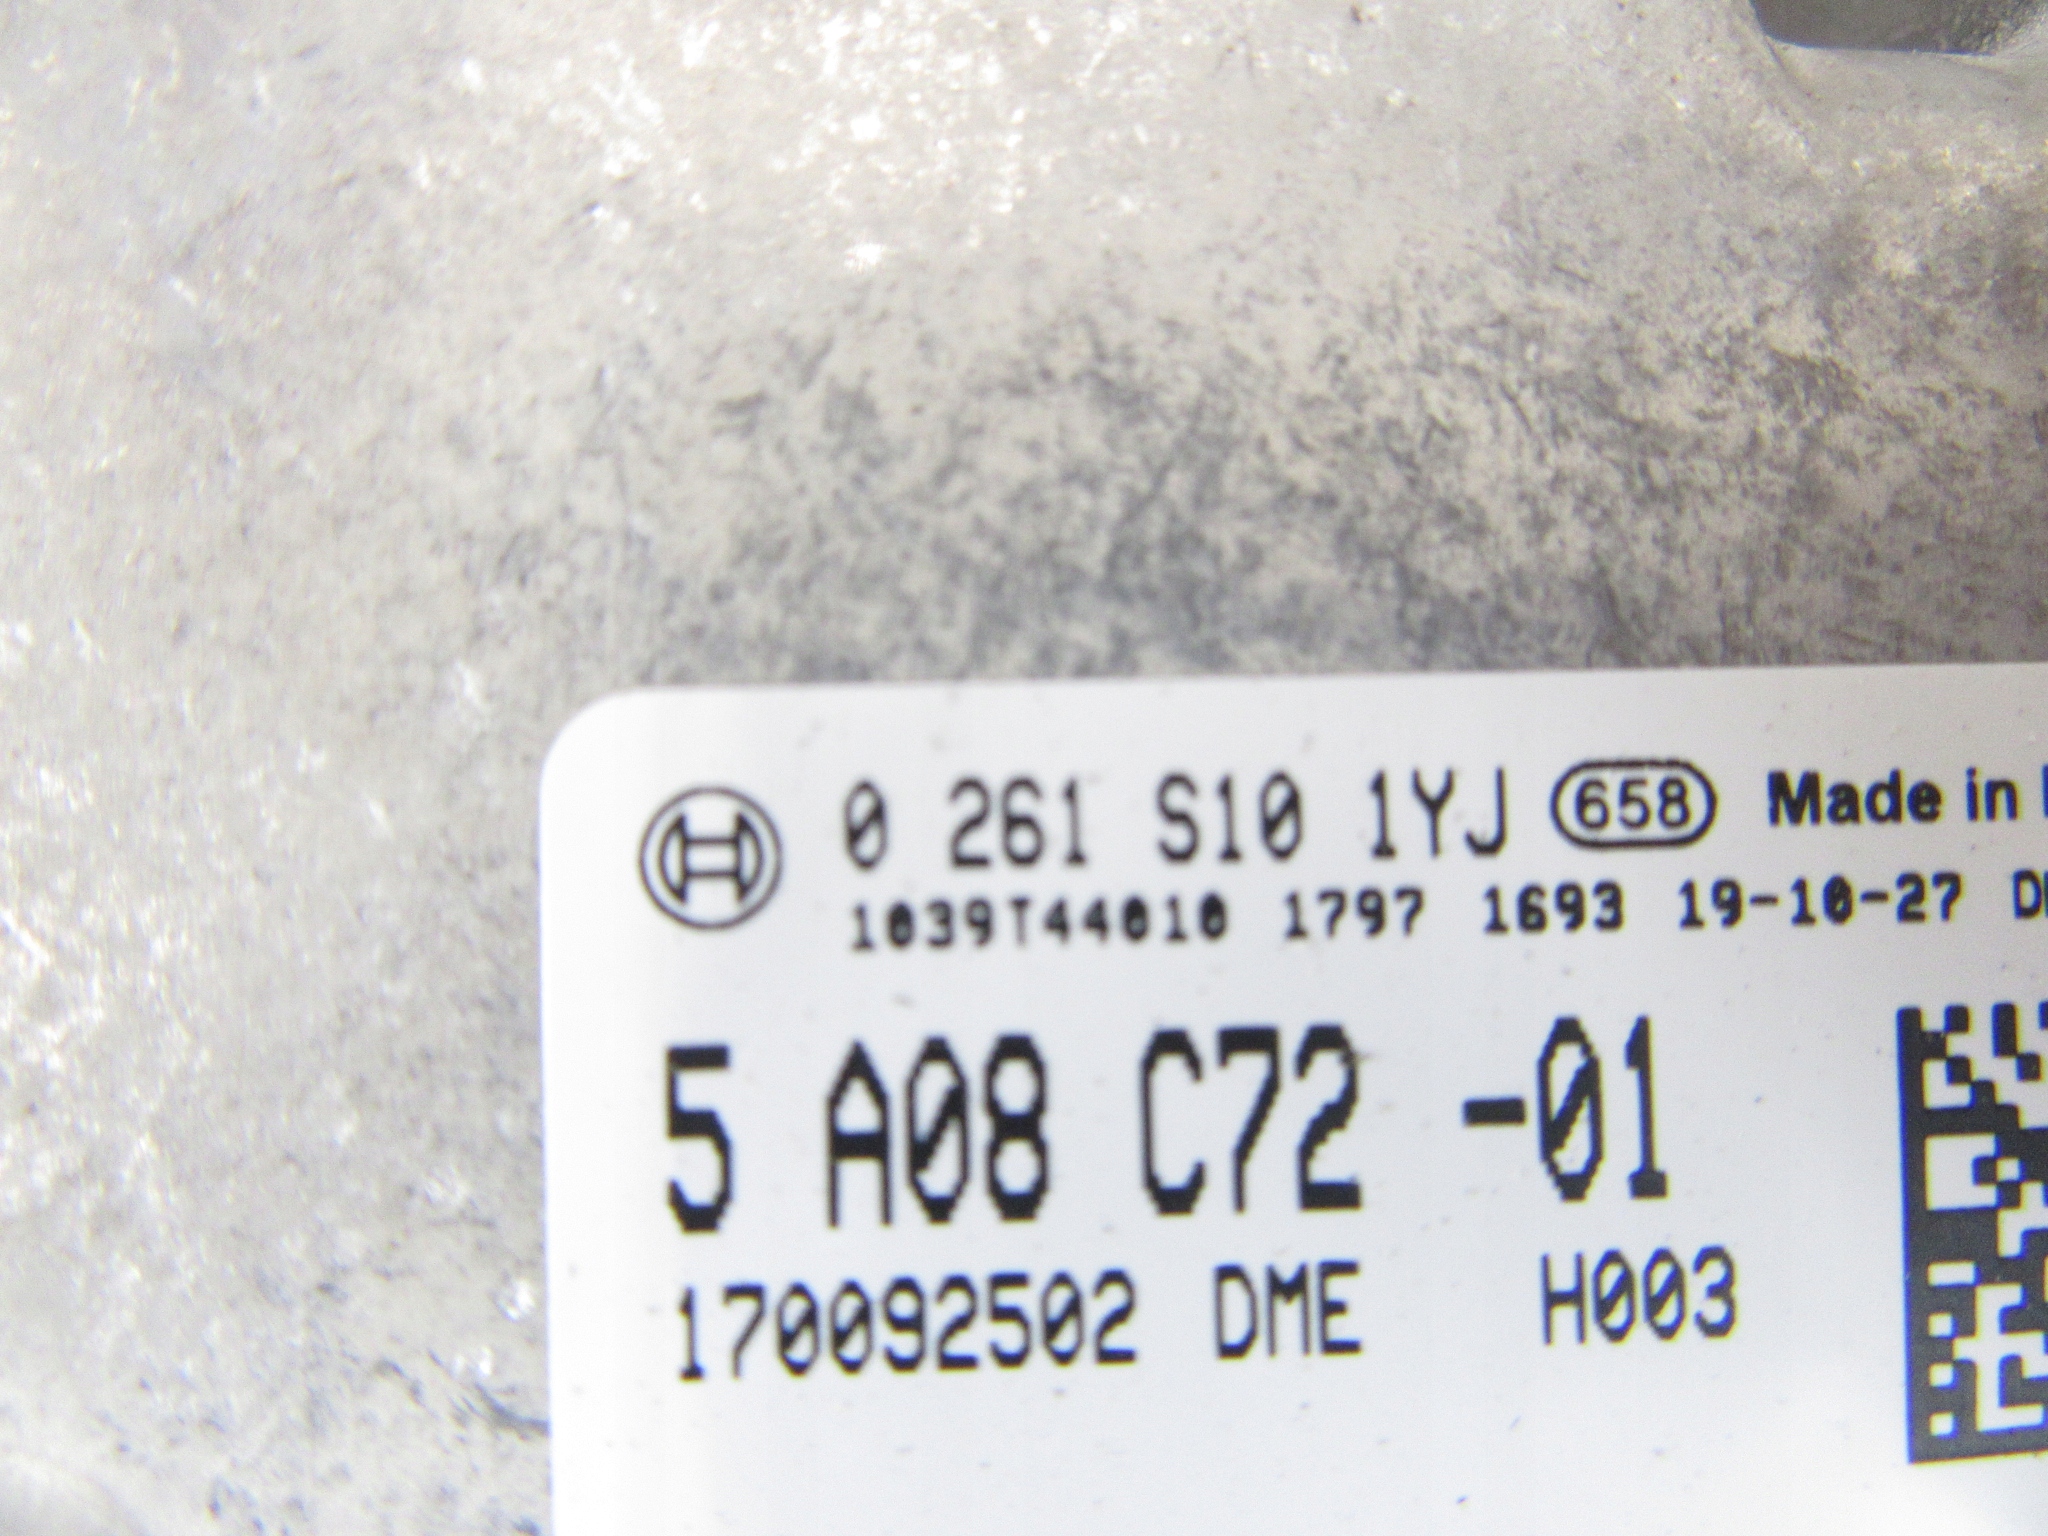 0 261 S10 1YJ 658 Made in
1039T44010 1797 1693 19-10-27
5 A08 C72 -01
170092502 DME H003